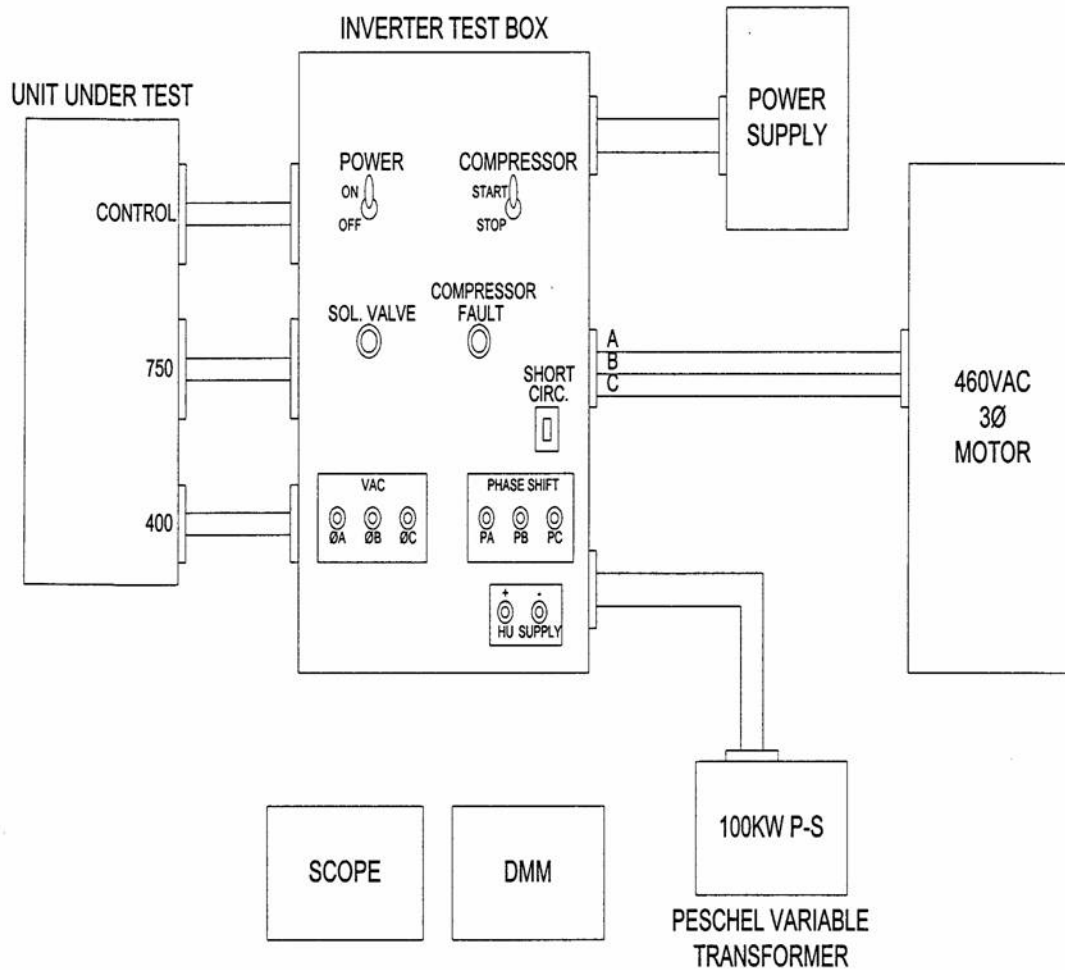 INVERTER TEST BOX
UNIT UNDER TEST
CONTROL
750
400
POWER
ON
OFF
COMPRESSOR
START
STOP
SOL. VALVE
COMPRESSOR
FAULT
SHORT
CIRC.
VAC
ØA ØB ØC
PHASE SHIFT
PA PB PC
+ -
HU SUPPLY
POWER
SUPPLY
A
B
C
460VAC
3Ø
MOTOR
100KW P-S
PESCHEL VARIABLE
TRANSFORMER
SCOPE
DMM